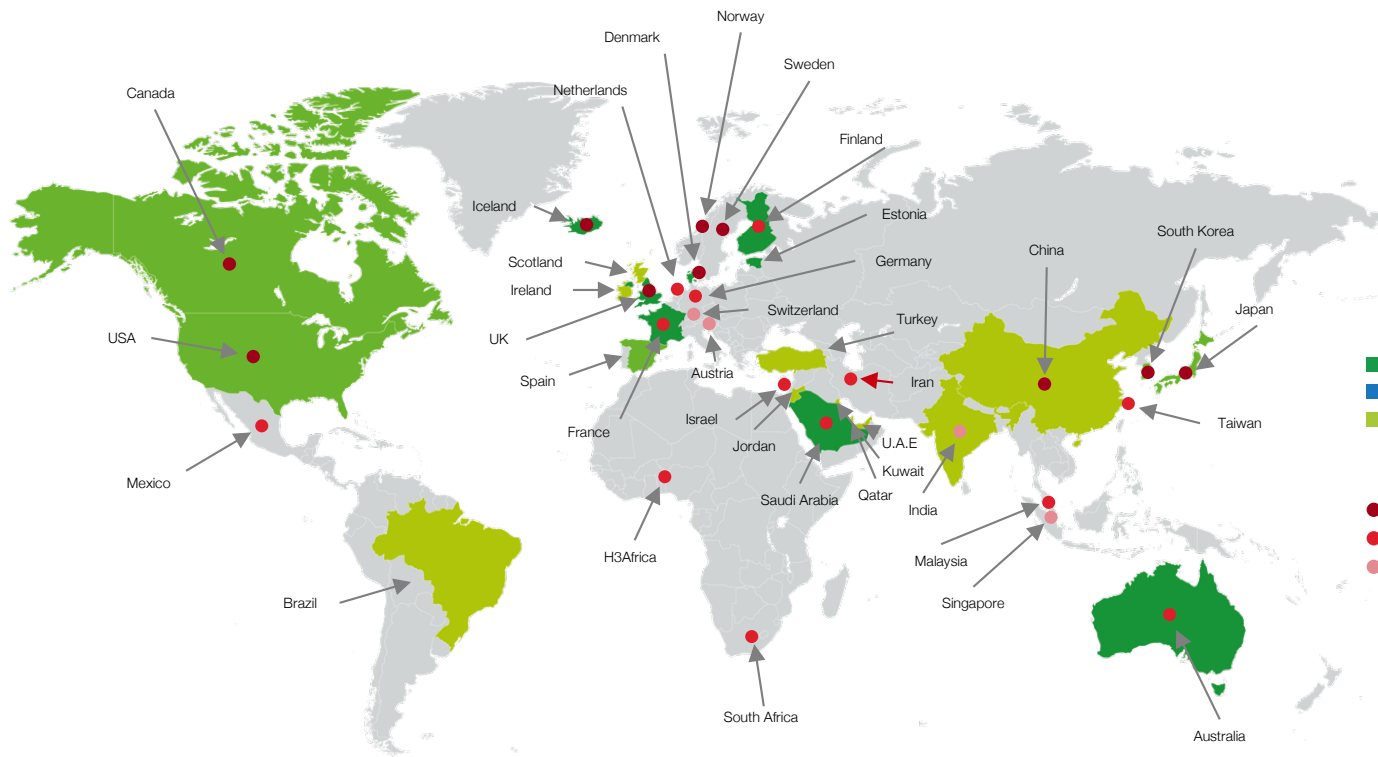 Norway
Denmark
Sweden
Canada
Netherlands
Finland
Iceland
Estonia
South Korea
China
Scotland
Germany
Ireland
Switzerland
Japan
Turkey
USA
UK
Austria
Spain
Iran
Israel
Taiwan
France
Jordan
U.A.E
Kuwait
Mexico
Saudi Arabia
Qatar
India
H3Africa
Malaysia
Brazil
Singapore
South Africa
Australia